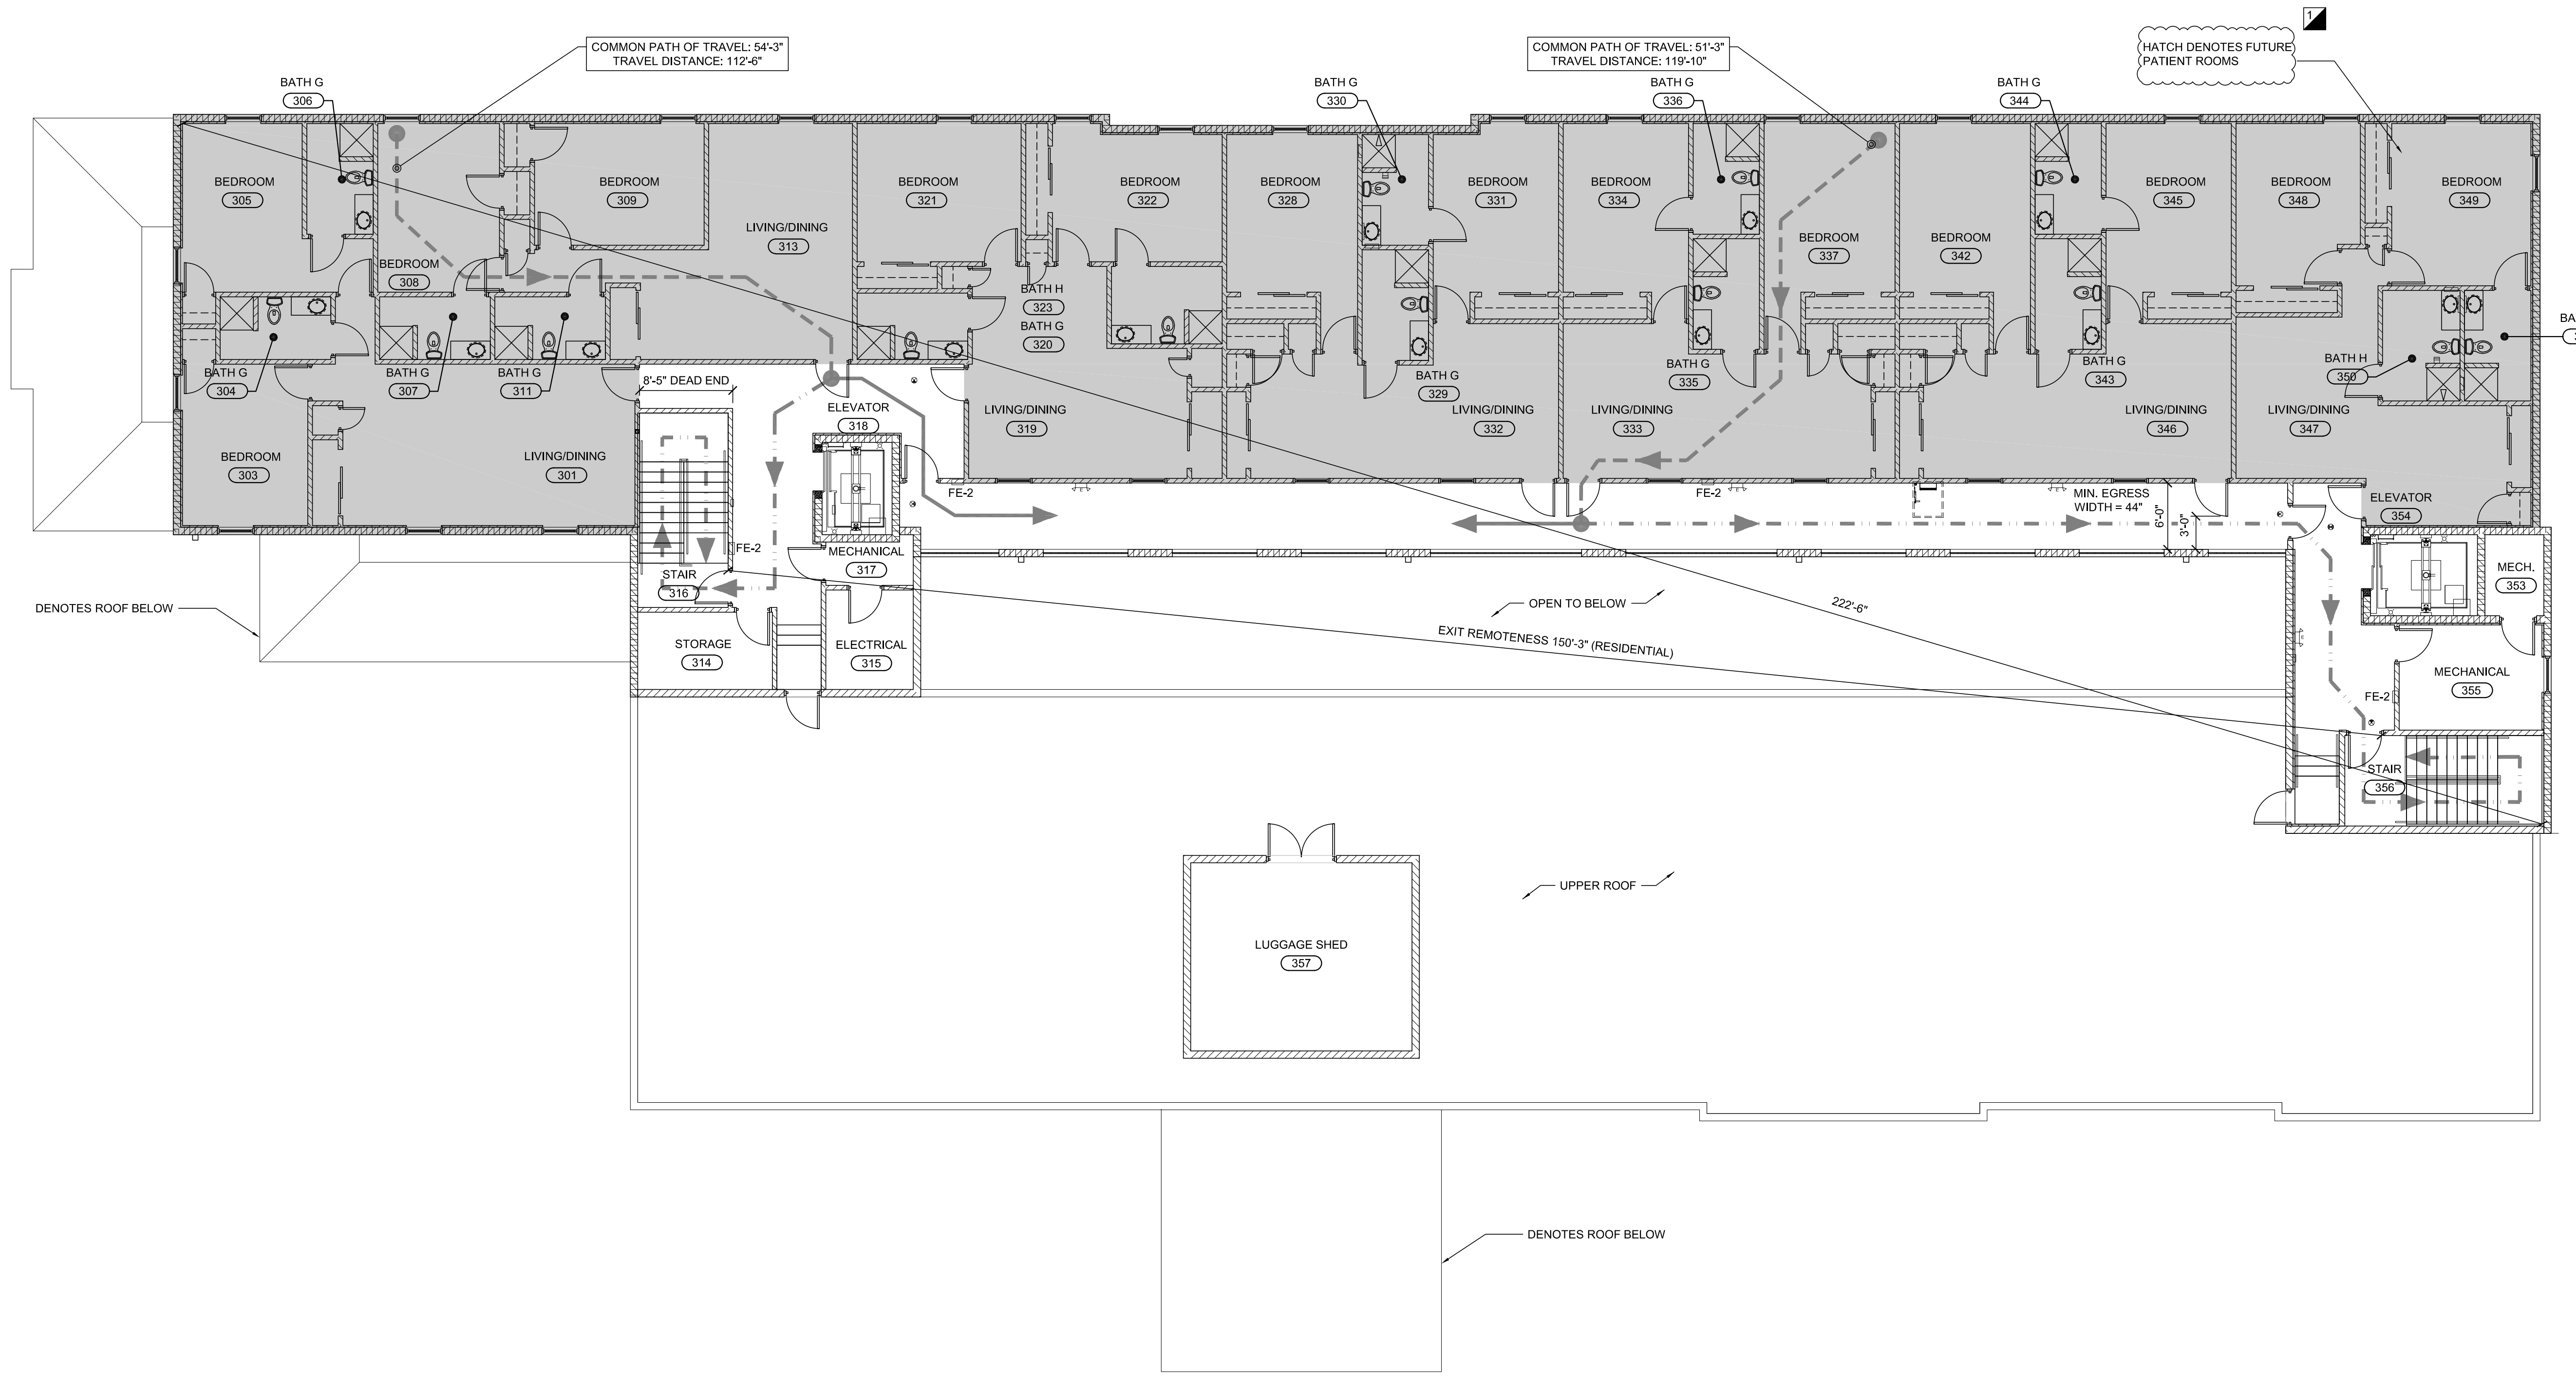 1
COMMON PATH OF TRAVEL: 54'-3"
TRAVEL DISTANCE: 112'-6"
COMMON PATH OF TRAVEL: 51'-3"
TRAVEL DISTANCE: 119'-10"
HATCH DENOTES FUTURE
PATIENT ROOMS
BATH G
306
BATH G
330
BATH G
336
BATH G
344
BEDROOM
305
BEDROOM
309
BEDROOM
321
BEDROOM
322
BEDROOM
328
BEDROOM
331
BEDROOM
334
BEDROOM
345
BEDROOM
348
BEDROOM
349
LIVING/DINING
313
BEDROOM
337
BEDROOM
342
BEDROOM
308
BATH H
323
BATH G
320
BA
3
BATH G
304
BATH G
307
BATH G
311
8'-5" DEAD END
BATH G
329
BATH G
335
BATH G
343
BATH H
350
ELEVATOR
318
LIVING/DINING
319
LIVING/DINING
332
LIVING/DINING
333
LIVING/DINING
346
LIVING/DINING
347
BEDROOM
303
LIVING/DINING
301
FE-2
FE-2
MIN. EGRESS
WIDTH = 44"
6'-0"
3'-0"
ELEVATOR
354
FE-2
MECHANICAL
317
STAIR
316
MECH.
353
DENOTES ROOF BELOW
OPEN TO BELOW
222'-6"
EXIT REMOTENESS 150'-3" (RESIDENTIAL)
STORAGE
314
ELECTRICAL
315
MECHANICAL
355
FE-2
STAIR
356
UPPER ROOF
LUGGAGE SHED
357
DENOTES ROOF BELOW